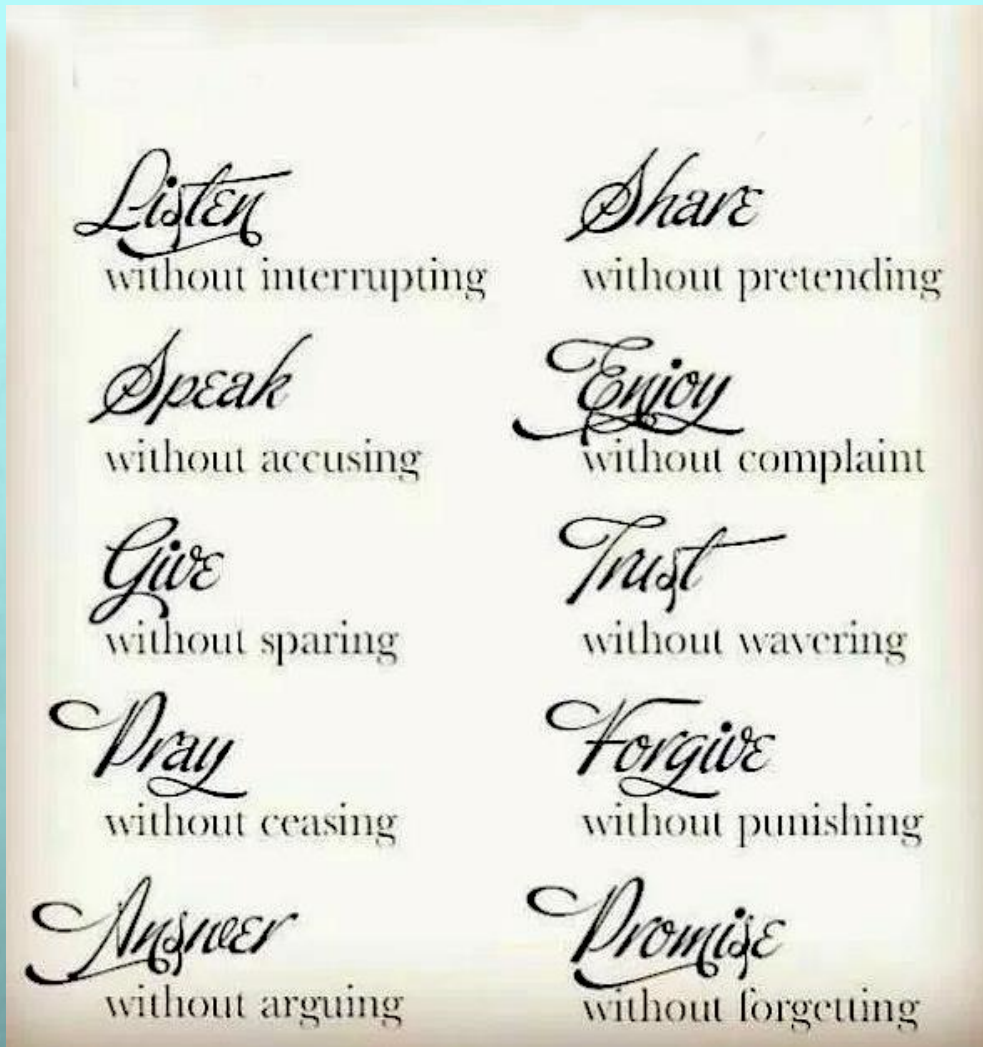 Listen
without interrupting
Speak
without accusing
Give
without sparing
Pray
without ceasing
Answer
without arguing
Share
without pretending
Enjoy
without complaint
Trust
without wavering
Forgive
without punishing
Promise
without forgetting